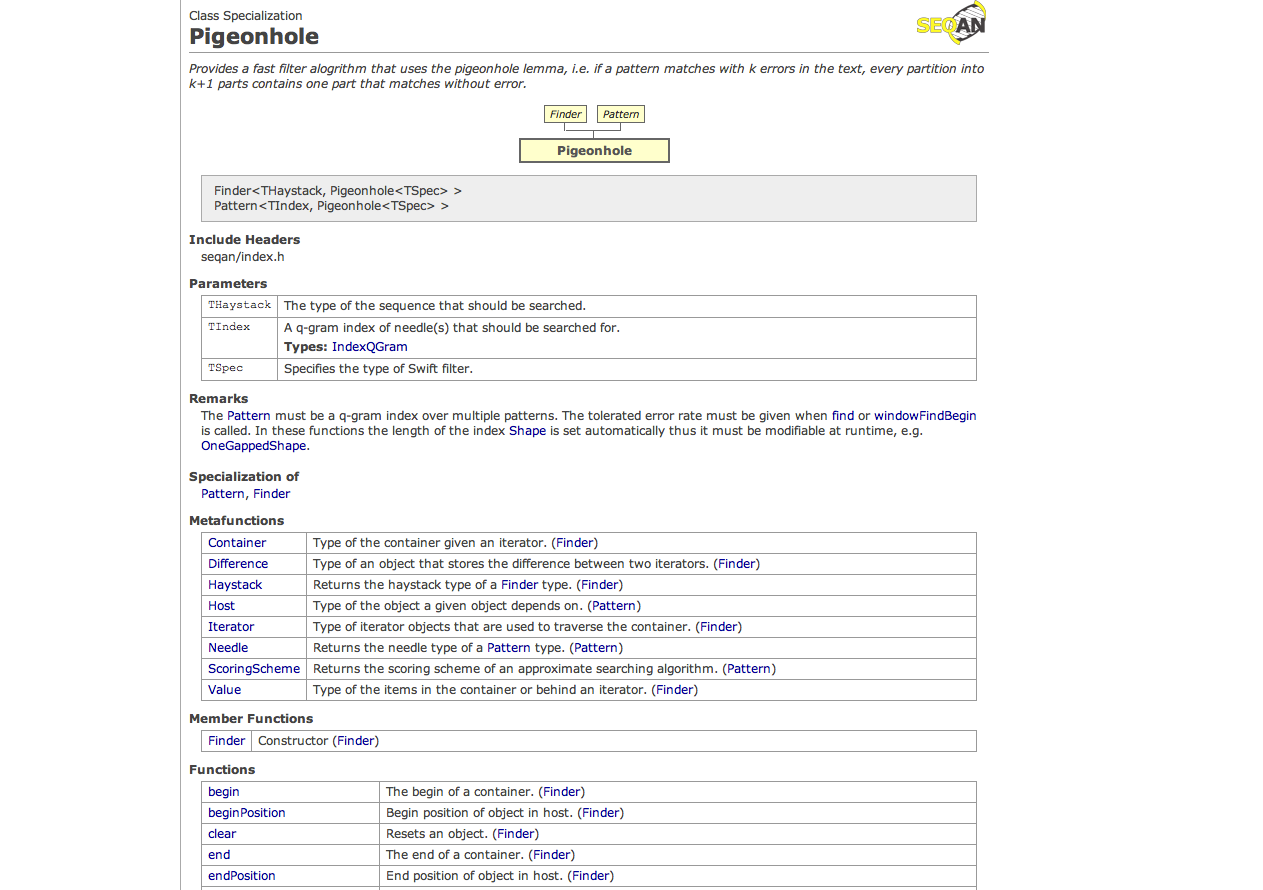 Class Specialization
SEQAN
Pigeonhole
Provides a fast filter alogrithm that uses the pigeonhole lemma, i.e. if a pattern matches with k errors in the text, every partition into
k+1 parts contains one part that matches without error.
Finder Pattern
Pigeonhole
Finder<THaystack, Pigeonhole<TSpec> >
Pattern<TIndex, Pigeonhole<TSpec> >
Include Headers
seqan/index.h
Parameters
THaystack The type of the sequence that should be searched.
TIndex A q-gram index of needle(s) that should be searched for.
Types: IndexQGram
TSpec Specifies the type of Swift filter.
Remarks
The Pattern must be a q-gram index over multiple patterns. The tolerated error rate must be given when find or windowFindBegin
is called. In these functions the length of the index Shape is set automatically thus it must be modifiable at runtime, e.g.
OneGappedShape.
Specialization of
Pattern, Finder
Metafunctions
Container Type of the container given an iterator. (Finder)
Difference Type of an object that stores the difference between two iterators. (Finder)
Haystack Returns the haystack type of a Finder type. (Finder)
Host Type of the object a given object depends on. (Pattern)
Iterator Type of iterator objects that are used to traverse the container. (Finder)
Needle Returns the needle type of a Pattern type. (Pattern)
ScoringScheme Returns the scoring scheme of an approximate searching algorithm. (Pattern)
Value Type of the items in the container or behind an iterator. (Finder)
Member Functions
Finder Constructor (Finder)
Functions
begin The begin of a container. (Finder)
beginPosition Begin position of object in host. (Finder)
clear Resets an object. (Finder)
end The end of a container. (Finder)
endPosition End position of object in host. (Finder)